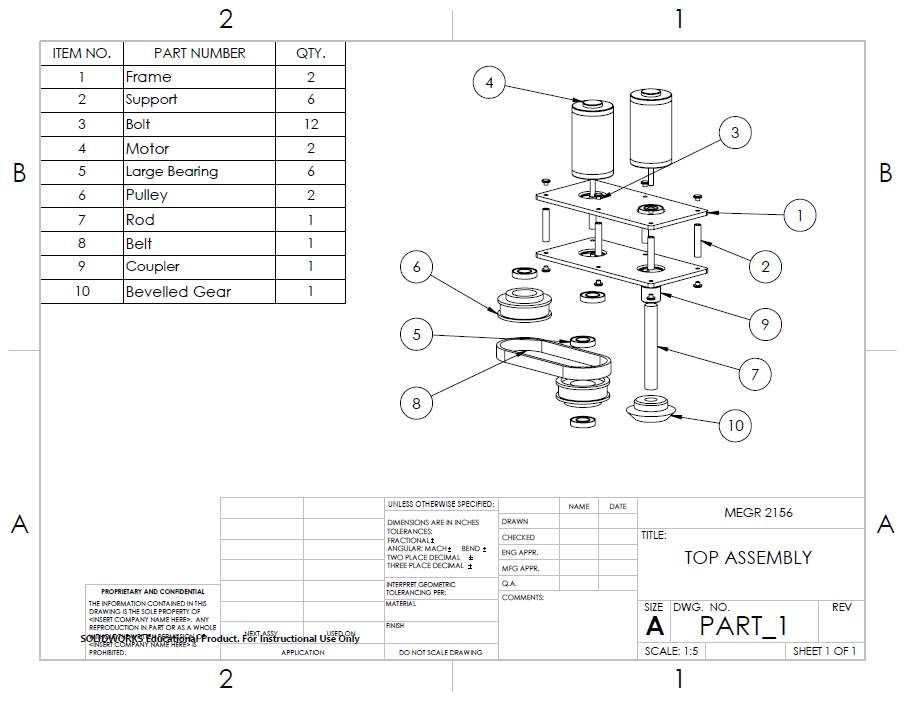 2 1
ITEM NO. PART NUMBER QTY.
1 Frame 2
2 Support 6
3 Bolt 12
4 Motor 2
5 Large Bearing 6
6 Pulley 2
7 Rod 1
8 Belt 1
9 Coupler 1
10 Bevelled Gear 1
B B
4
3
1
2
6
9
5
7
8
10
A A
UNLESS OTHERWISE SPECIFIED:
DIMENSIONS ARE IN INCHES
TOLERANCES:
FRACTIONAL±
ANGULAR: MACH± BEND ±
TWO PLACE DECIMAL ±
THREE PLACE DECIMAL ±
INTERPRET GEOMETRIC
TOLERANCING PER:
MATERIAL
FINISH
DO NOT SCALE DRAWING
NAME DATE
DRAWN
CHECKED
ENG APPR.
MFG APPR.
Q.A.
COMMENTS:
MEGR 2156
TITLE:
TOP ASSEMBLY
SIZE DWG. NO. REV
A PART_1
SCALE: 1:5 SHEET 1 OF 1
PROPRIETARY AND CONFIDENTIAL
THE INFORMATION CONTAINED IN THIS
DRAWING IS THE SOLE PROPERTY OF
<INSERT COMPANY NAME HERE>. ANY
REPRODUCTION IN PART OR AS A WHOLE
<INSERT COMPANY NAME HERE> IS
PROHIBITED.
NEXT ASSY USED ON
SOLIDWORKS Educational Product. For Instructional Use Only
APPLICATION
2 1